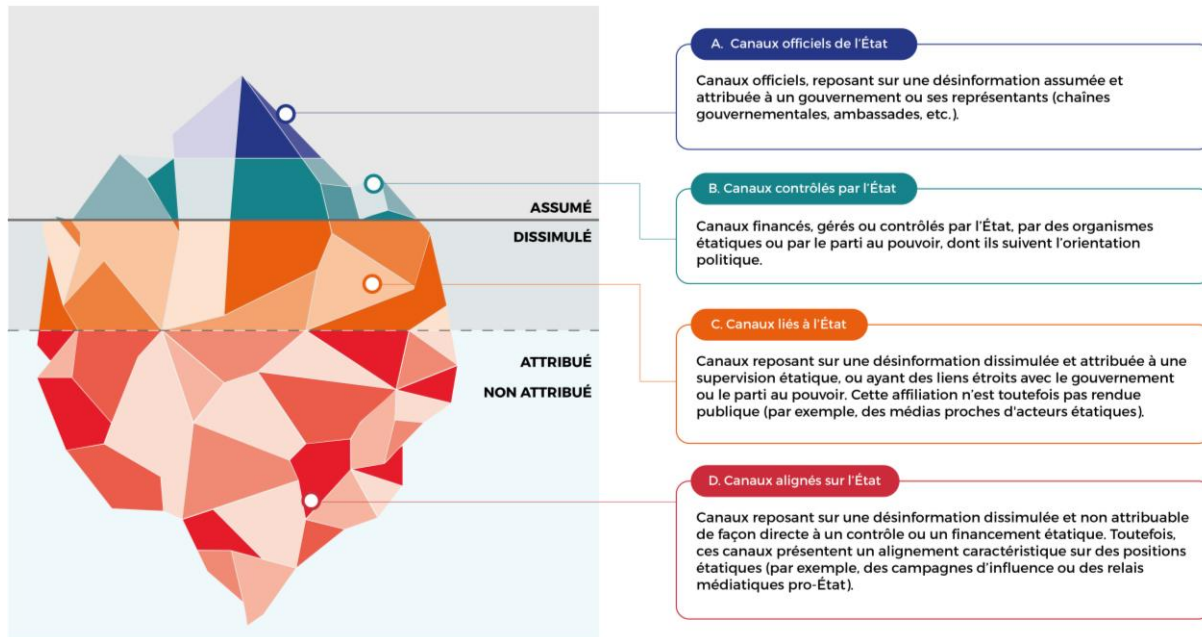 ASSUMÉ
DISSIMULÉ
ATTRIBUÉ
NON ATTRIBUÉ
A. Canaux officiels de l'État
Canaux officiels, reposant sur une désinformation assumée et
attribuée à un gouvernement ou ses représentants (chaînes
gouvernementales, ambassades, etc.).
B. Canaux contrôlés par l'État
Canaux financés, gérés ou contrôlés par l'État, par des organismes
étatiques ou par le parti au pouvoir, dont ils suivent l'orientation
politique.
C. Canaux liés à l'État
Canaux reposant sur une désinformation dissimulée et attribuée à une
supervision étatique, ou ayant des liens étroits avec le gouvernement
ou le parti au pouvoir. Cette affiliation n'est toutefois pas rendue
publique (par exemple, des médias proches d'acteurs étatiques).
D. Canaux alignés sur l'État
Canaux reposant sur une désinformation dissimulée et non attribuable
de façon directe à un contrôle ou un financement étatique. Toutefois,
ces canaux présentent un alignement caractéristique sur des positions
étatiques (par exemple, des campagnes d'influence ou des relais
médiatiques pro-État).